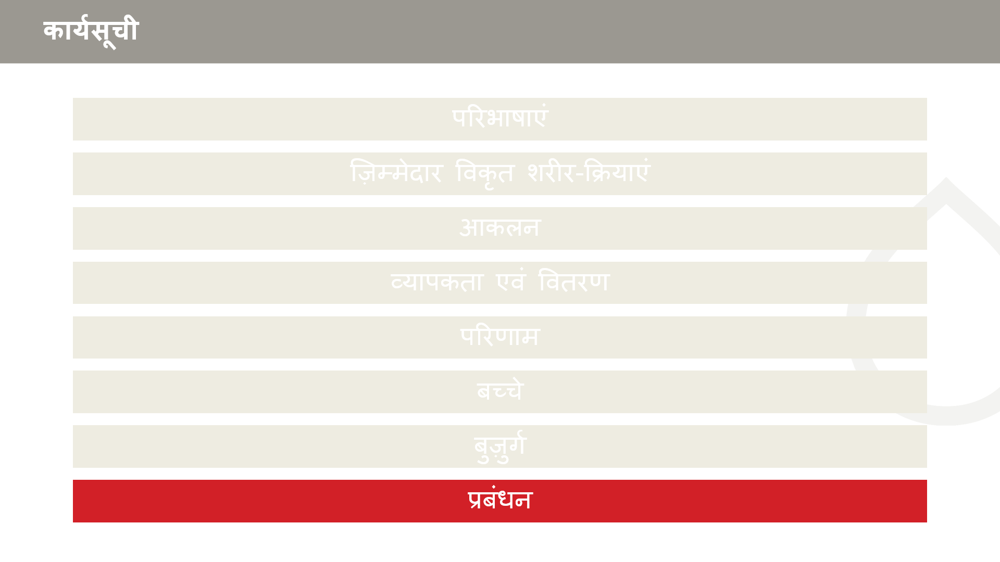 कार्यसूची
परिभाषाएं
ज़िम्मेदार विकृत शरीर-क्रियाएं
आकलन
व्यापकता एवं वितरण
परिणाम
बच्चे
बुज़ुर्ग
प्रबंधन